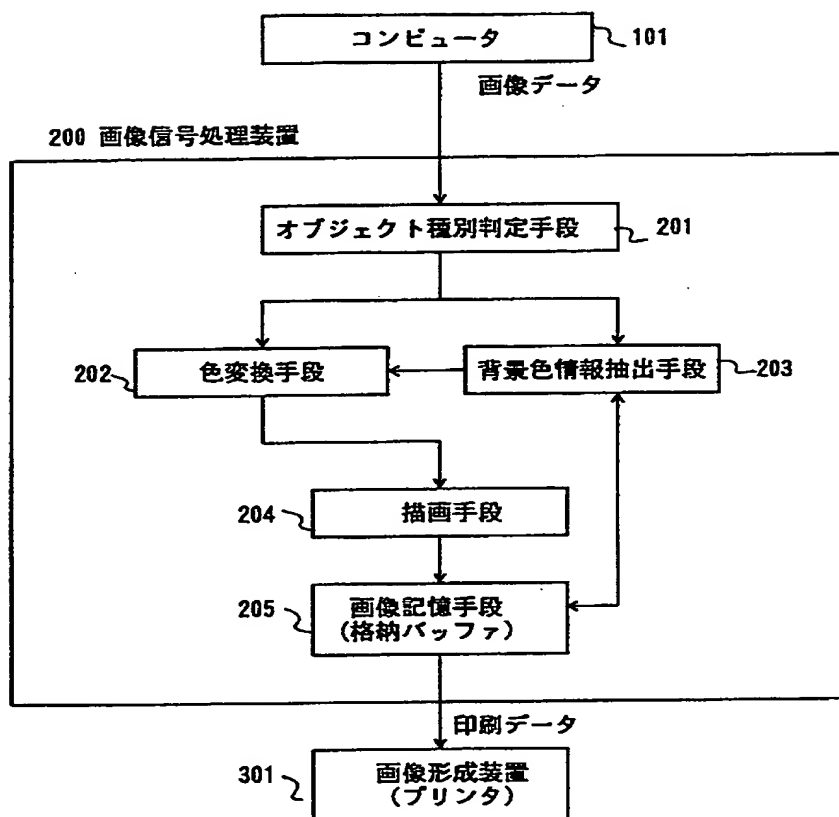 コンピュータ
101
画像データ
200 画像信号処理装置
オブジェクト種別判定手段
201
202
色変換手段
背景色情報抽出手段
203
204
描画手段
205
画像記憶手段
(格納バッファ)
印刷データ
301
画像形成装置
(プリンタ)